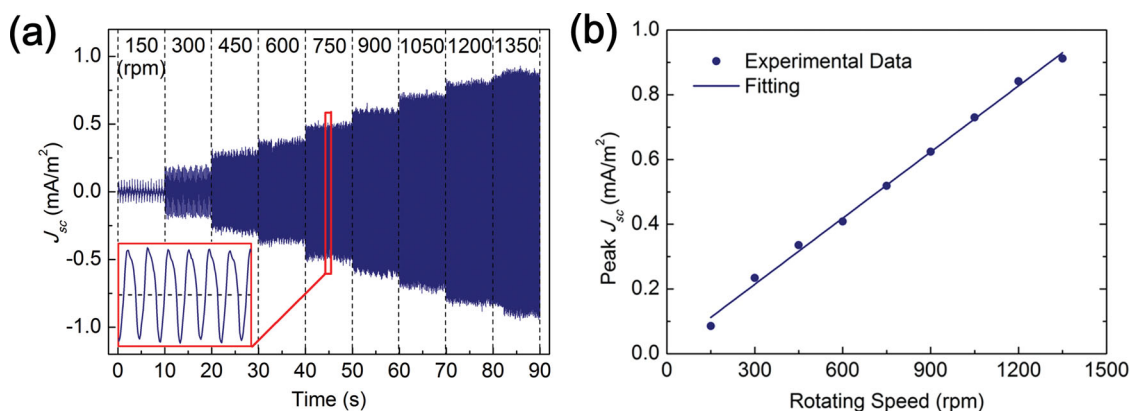 (a)
150 300 450 600 750 900 1050 1200 1350
(rpm)
1.0
0.5
0.0
-0.5
-1.0
Jsc (mA/m²)
0 10 20 30 40 50 60 70 80 90
Time (s)
(b)
Experimental Data
Fitting
1.0
0.8
0.6
0.4
0.2
0.0
Peak Jsc (mA/m²)
0 300 600 900 1200 1500
Rotating Speed (rpm)